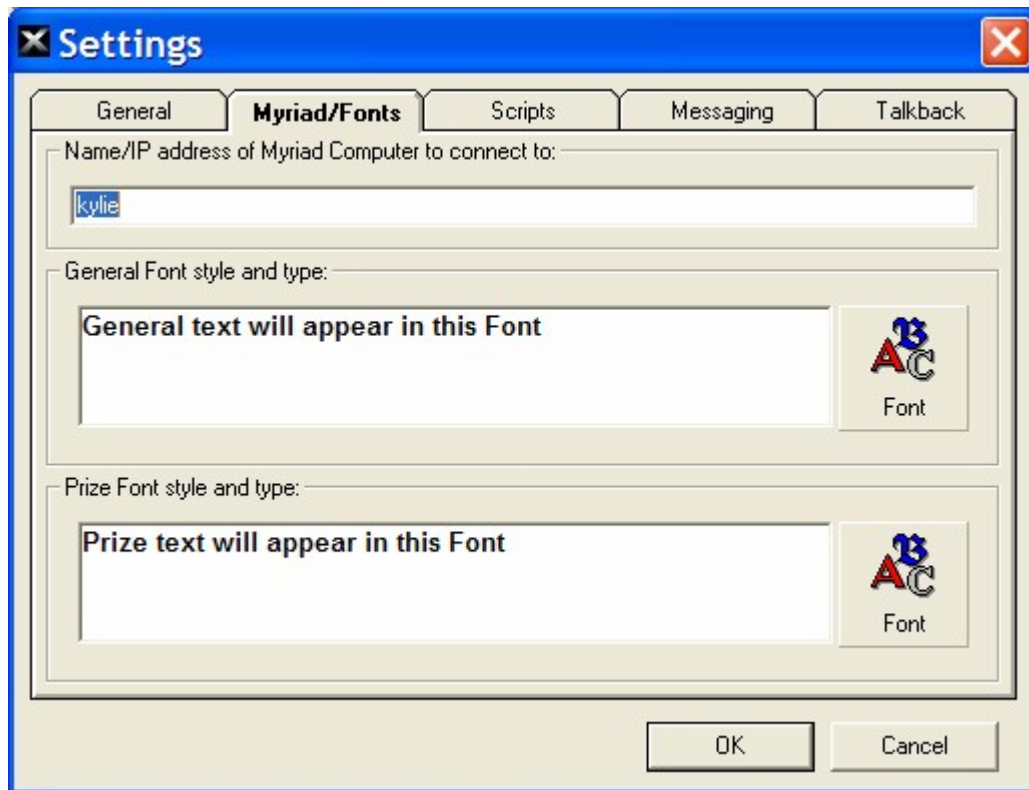 Settings
General
Myriad/Fonts
Scripts
Messaging
Talkback
Name/IP address of Myriad Computer to connect to:
kylie
General Font style and type:
General text will appear in this Font
ABC
Font
Prize Font style and type:
Prize text will appear in this Font
ABC
Font
OK
Cancel